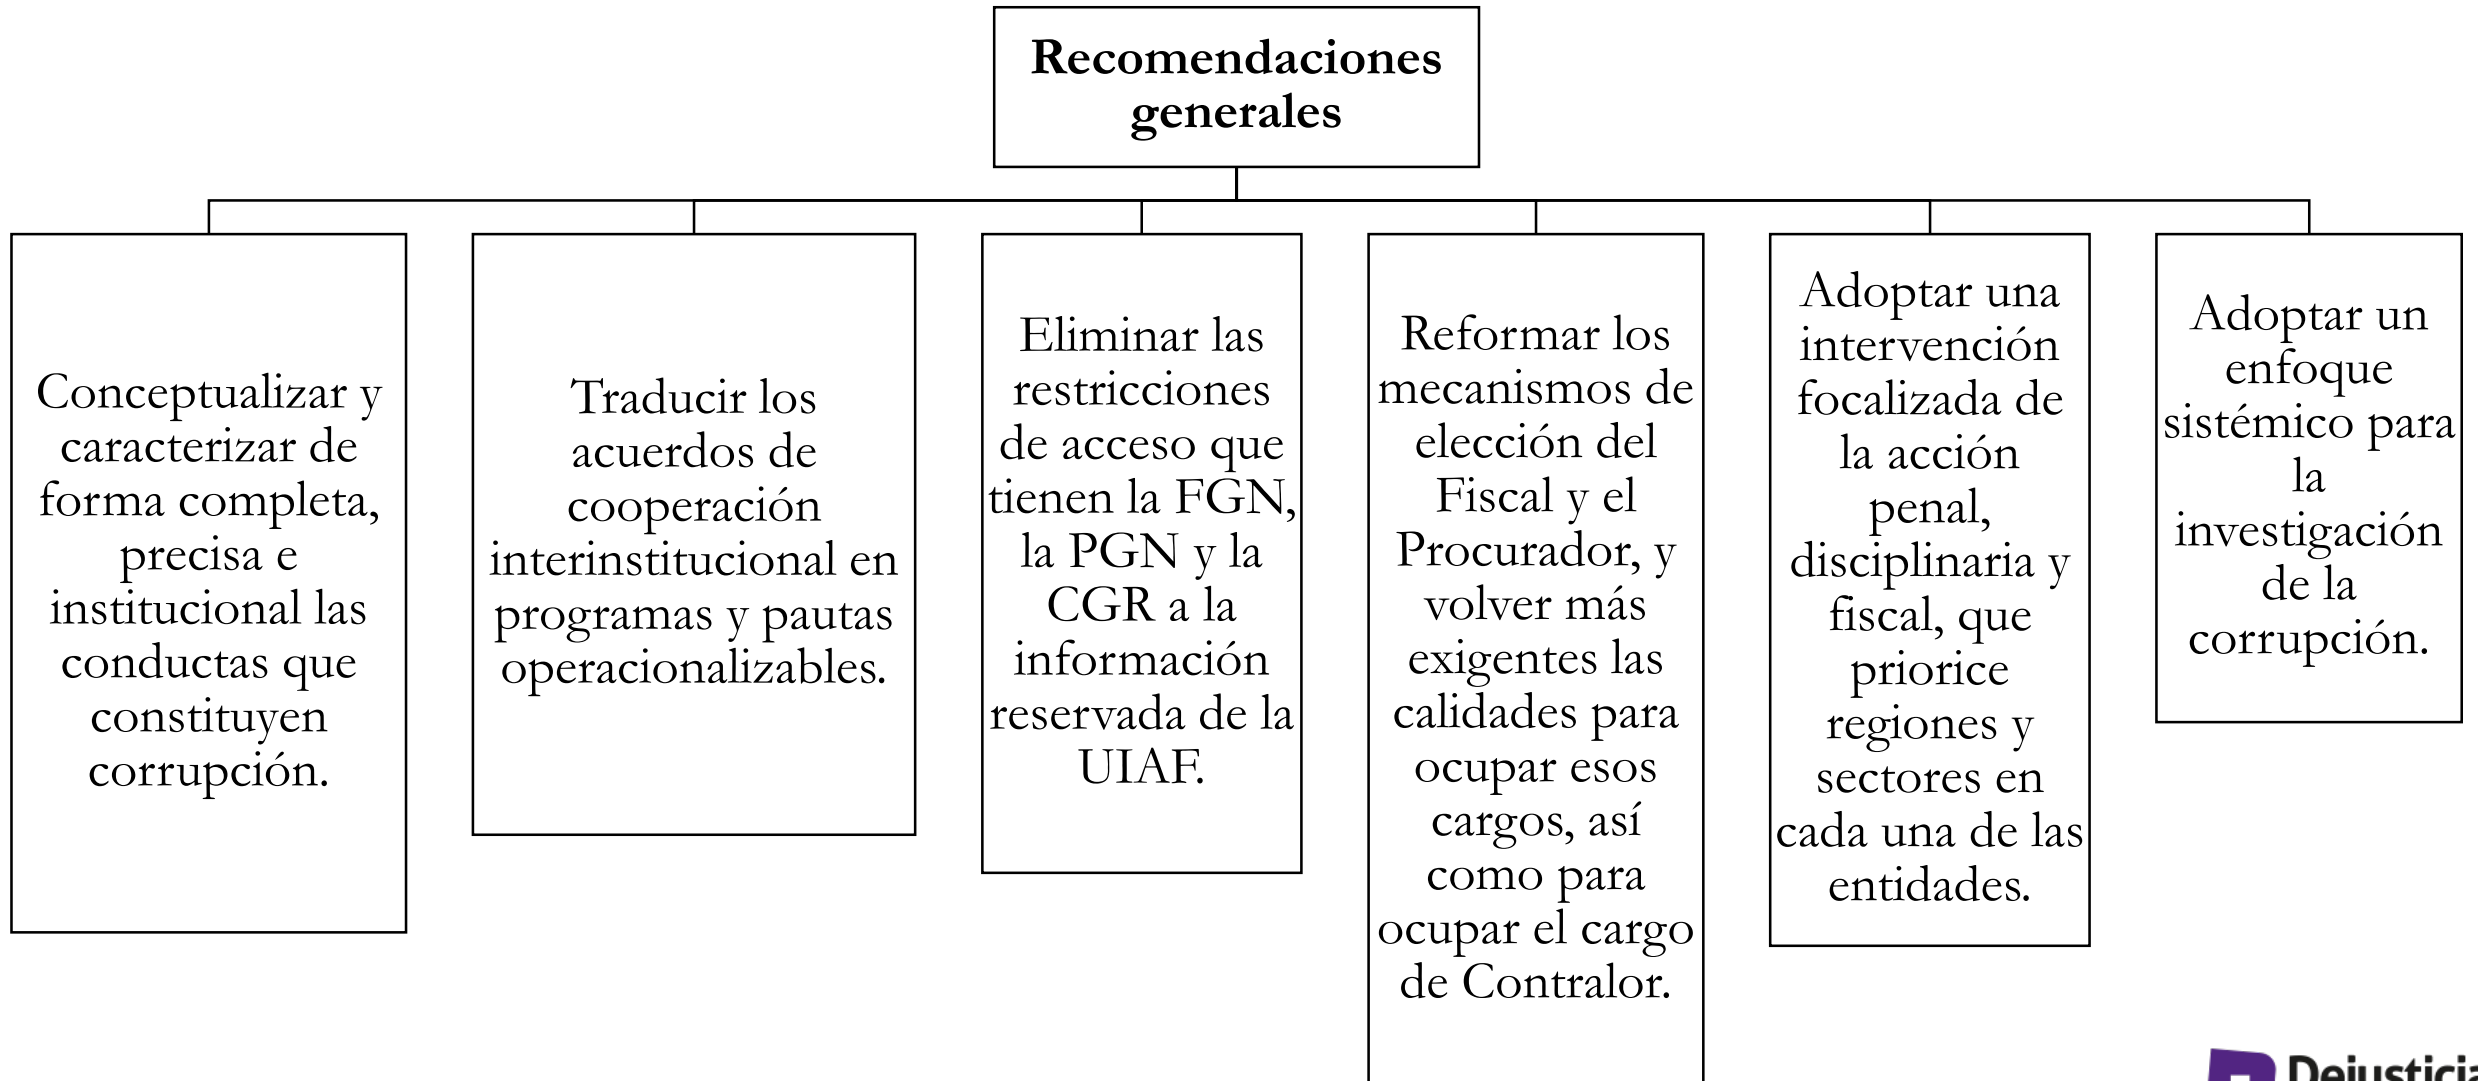 Recomendaciones
generales
Conceptualizar y
caracterizar de
forma completa,
precisa e
institucional las
conductas que
constituyen
corrupción.
Traducir los
acuerdos de
cooperación
interinstitucional en
programas y pautas
operacionalizables.
Eliminar las
restricciones
de acceso que
tienen la FGN,
la PGN y la
CGR a la
información
reservada de la
UIAF.
Reformar los
mecanismos de
elección del
Fiscal y el
Procurador, y
volver más
exigentes las
calidades para
ocupar esos
cargos, así
como para
ocupar el cargo
de Contralor.
Adoptar una
intervención
focalizada de
la acción
penal,
disciplinaria y
fiscal, que
priorice
regiones y
sectores en
cada una de las
entidades.
Adoptar un
enfoque
sistémico para
la
investigación
de la
corrupción.
Dejusticia